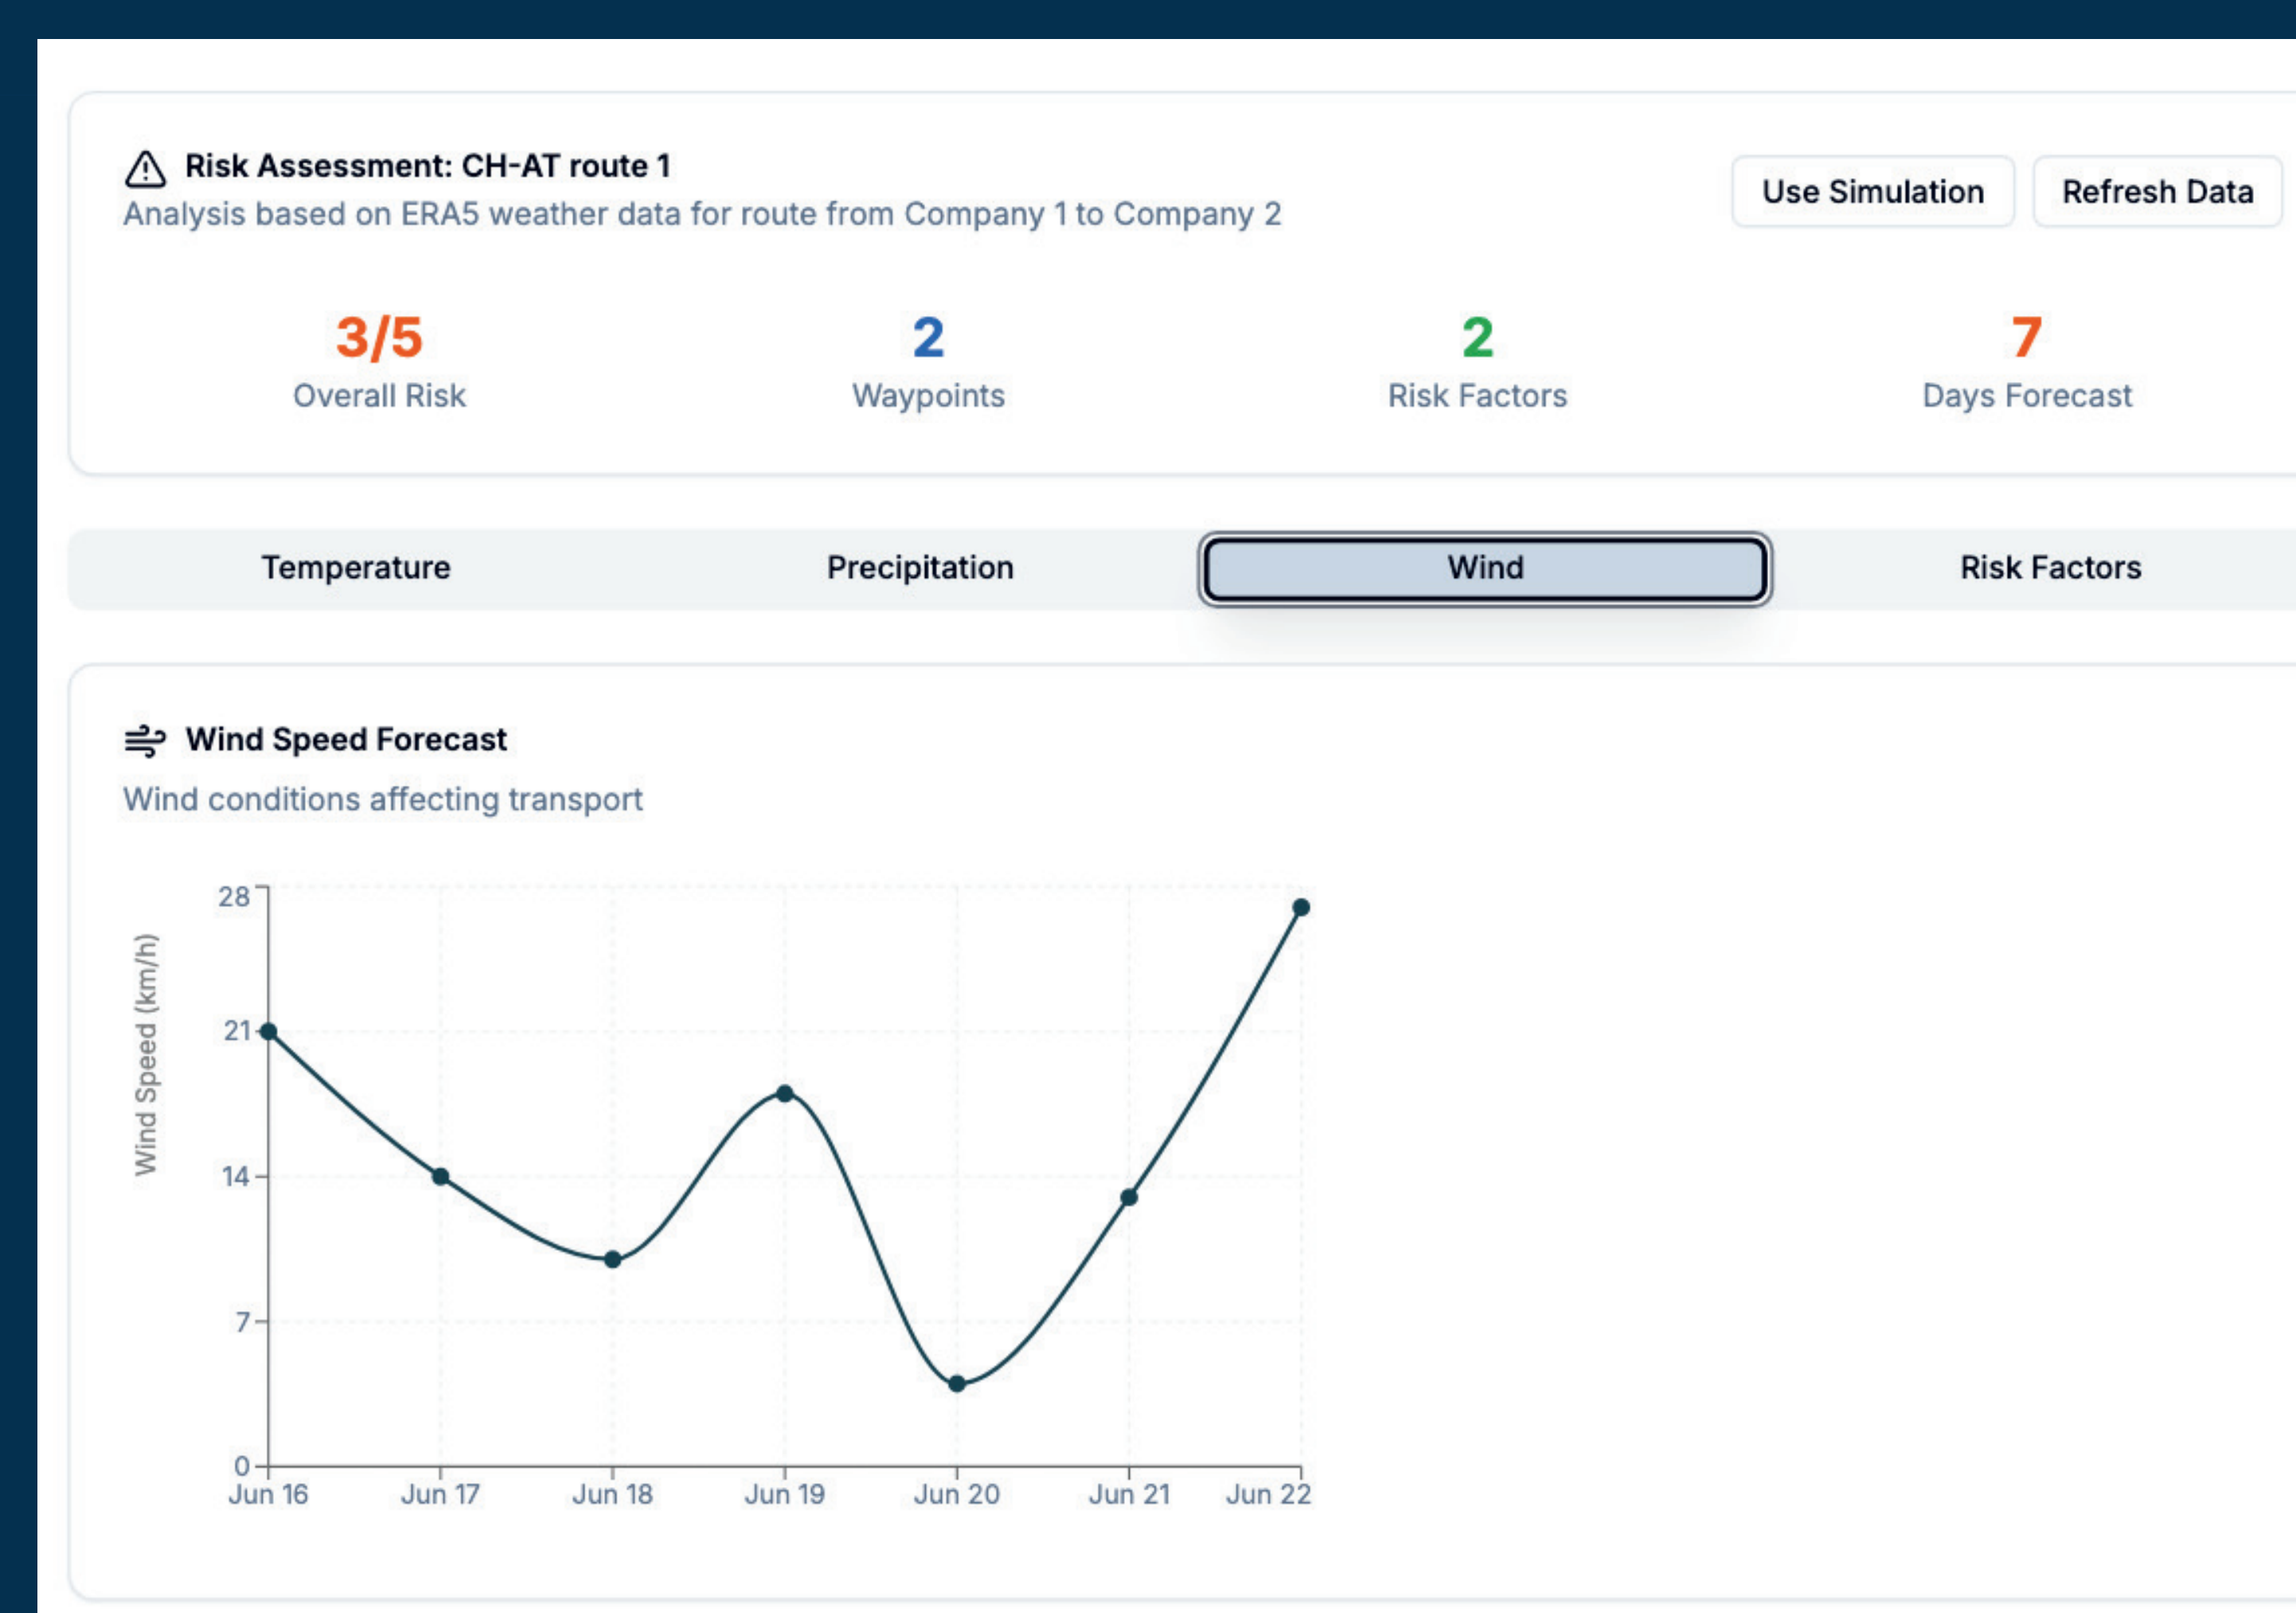 Risk Assessment: CH-AT route 1
Analysis based on ERA5 weather data for route from Company 1 to Company 2
Use Simulation
Refresh Data
3/5
Overall Risk
2
Waypoints
2
Risk Factors
7
Days Forecast
Temperature
Precipitation
Wind
Risk Factors
Wind Speed Forecast
Wind conditions affecting transport
Wind Speed (km/h)
28
21
14
7
0
Jun 16
Jun 17
Jun 18
Jun 19
Jun 20
Jun 21
Jun 22